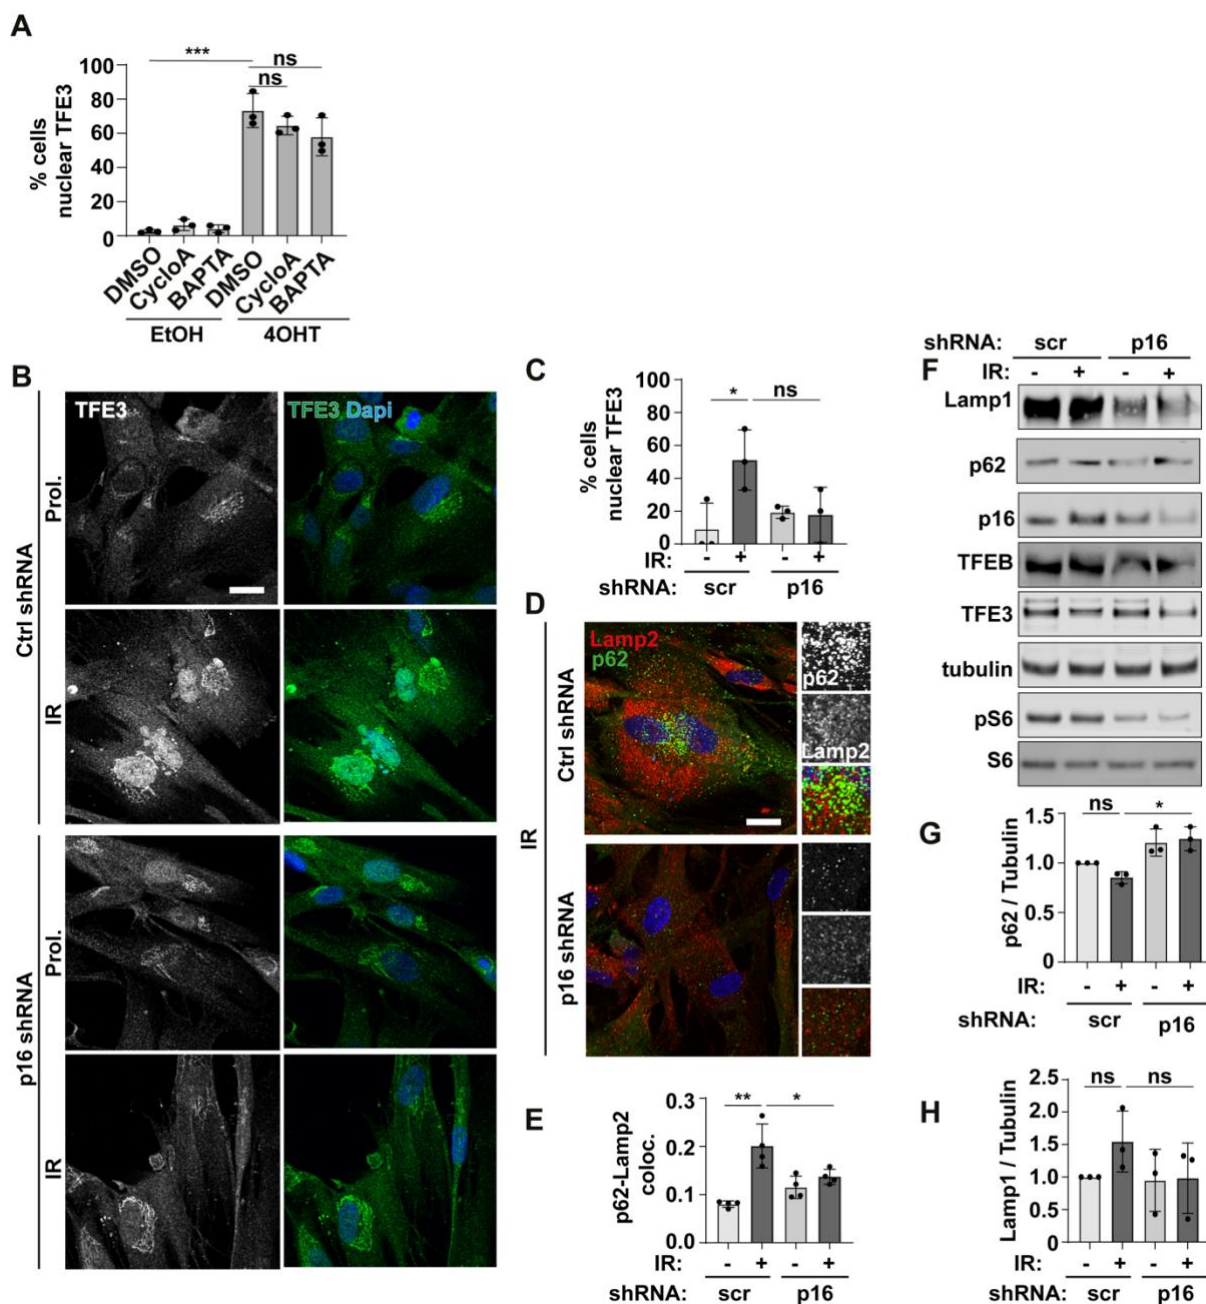 A
***
ns
ns
% cells
nuclear TFE3
100
80
60
40
20
0
DMSO
CycloA
BAPTA
DMSO
CycloA
BAPTA
EtOH
4OHT
B
TFE3
TFE3 Dapi
Ctrl shRNA
Prol.
IR
p16 shRNA
Prol.
IR
C
* ns
% cells
nuclear TFE3
100
80
60
40
20
0
IR: - + - +
shRNA: scr p16
D
Lamp2
p62
p62
Lamp2
IR
Ctrl shRNA
p16 shRNA
E
** *
p62-Lamp2
coloc.
0.3
0.2
0.1
0.0
IR: - + - +
shRNA: scr p16
shRNA: scr p16
F IR: - + - +
Lamp1
p62
p16
TFEB
TFE3
tubulin
pS6
S6
G
ns *
p62 / Tubulin
1.5
1.0
0.5
0
IR: - + - +
shRNA: scr p16
H
ns ns
Lamp1 / Tubulin
2.5
2.0
1.5
1.0
0.5
0
IR: - + - +
shRNA: scr p16